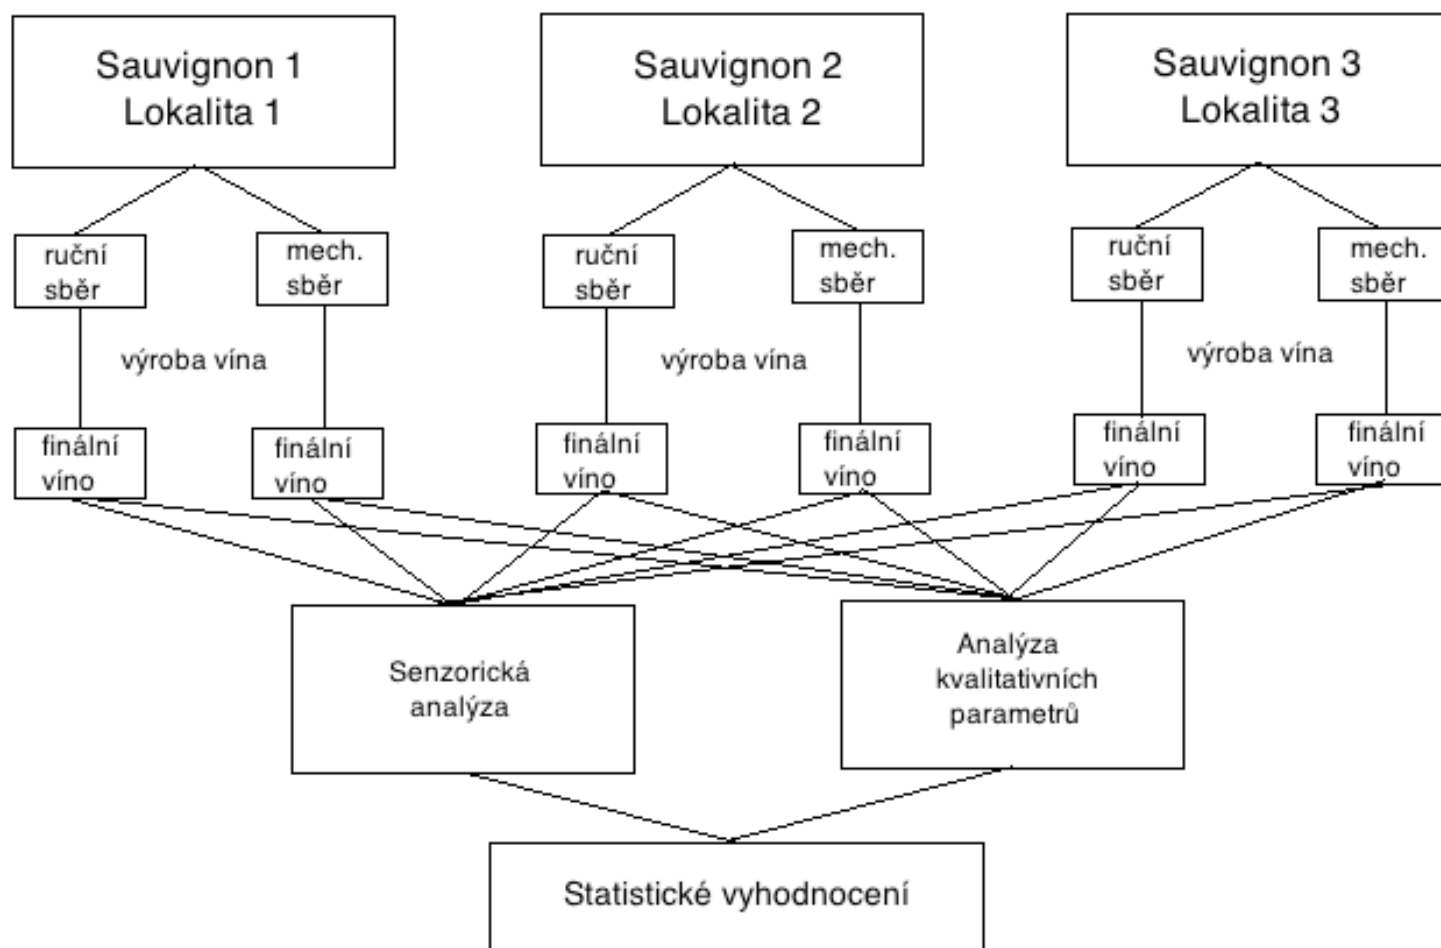 Sauvignon 1
Lokalita 1
Sauvignon 2
Lokalita 2
Sauvignon 3
Lokalita 3
ruční
sběr
mech.
sběr
ruční
sběr
mech.
sběr
ruční
sběr
mech.
sběr
výroba vína
výroba vína
výroba vína
finální
víno
finální
víno
finální
víno
finální
víno
finální
víno
finální
víno
Senzorická
analýza
Analýza
kvalitativních
parametrů
Statistické vyhodnocení